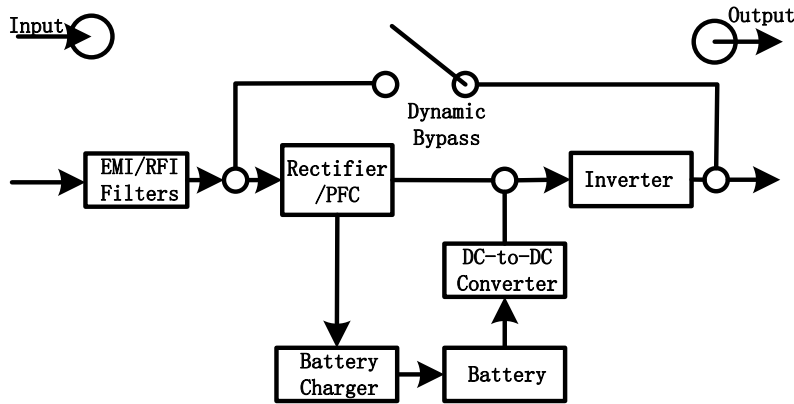 Input
Output
Dynamic
Bypass
EMI/RFI
Filters
Rectifier
/PFC
Inverter
DC-to-DC
Converter
Battery
Charger
Battery